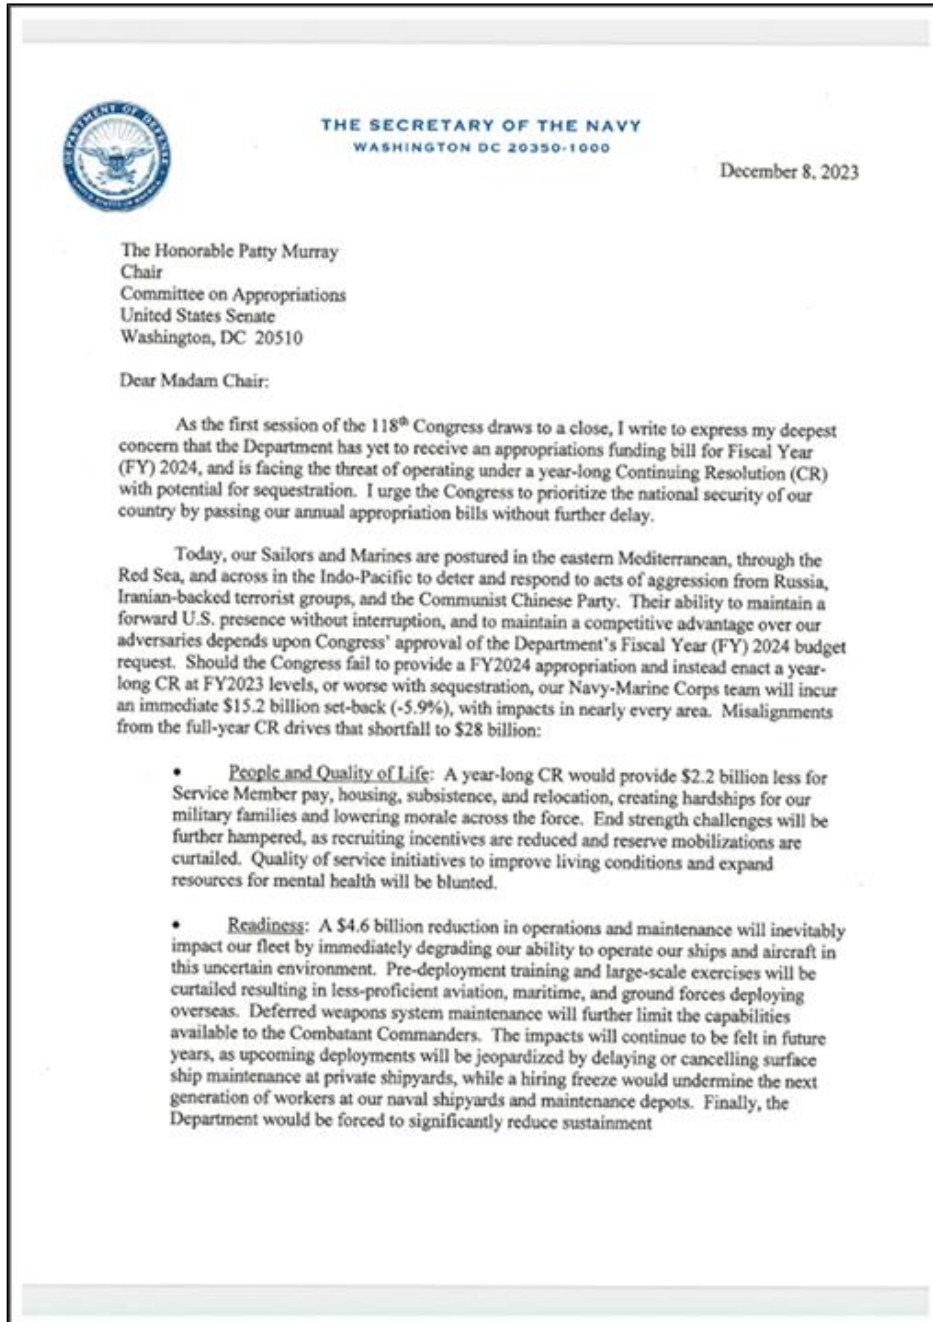 DEPARTMENT OF DEFENSE
UNITED STATES OF AMERICA
THE SECRETARY OF THE NAVY
WASHINGTON DC 20350-1000
December 8, 2023
The Honorable Patty Murray
Chair
Committee on Appropriations
United States Senate
Washington, DC 20510
Dear Madam Chair:
As the first session of the 118th Congress draws to a close, I write to express my deepest
concern that the Department has yet to receive an appropriations funding bill for Fiscal Year
(FY) 2024, and is facing the threat of operating under a year-long Continuing Resolution (CR)
with potential for sequestration. I urge the Congress to prioritize the national security of our
country by passing our annual appropriation bills without further delay.
Today, our Sailors and Marines are postured in the eastern Mediterranean, through the
Red Sea, and across in the Indo-Pacific to deter and respond to acts of aggression from Russia,
Iranian-backed terrorist groups, and the Communist Chinese Party. Their ability to maintain a
forward U.S. presence without interruption, and to maintain a competitive advantage over our
adversaries depends upon Congress' approval of the Department's Fiscal Year (FY) 2024 budget
request. Should the Congress fail to provide a FY2024 appropriation and instead enact a year-
long CR at FY2023 levels, or worse with sequestration, our Navy-Marine Corps team will incur
an immediate $15.2 billion set-back (-5.9%), with impacts in nearly every area. Misalignments
from the full-year CR drives that shortfall to $28 billion:
• People and Quality of Life: A year-long CR would provide $2.2 billion less for
Service Member pay, housing, subsistence, and relocation, creating hardships for our
military families and lowering morale across the force. End strength challenges will be
further hampered, as recruiting incentives are reduced and reserve mobilizations are
curtailed. Quality of service initiatives to improve living conditions and expand
resources for mental health will be blunted.
• Readiness: A $4.6 billion reduction in operations and maintenance will inevitably
impact our fleet by immediately degrading our ability to operate our ships and aircraft in
this uncertain environment. Pre-deployment training and large-scale exercises will be
curtailed resulting in less-proficient aviation, maritime, and ground forces deploying
overseas. Deferred weapons system maintenance will further limit the capabilities
available to the Combatant Commanders. The impacts will continue to be felt in future
years, as upcoming deployments will be jeopardized by delaying or cancelling surface
ship maintenance at private shipyards, while a hiring freeze would undermine the next
generation of workers at our naval shipyards and maintenance depots. Finally, the
Department would be forced to significantly reduce sustainment